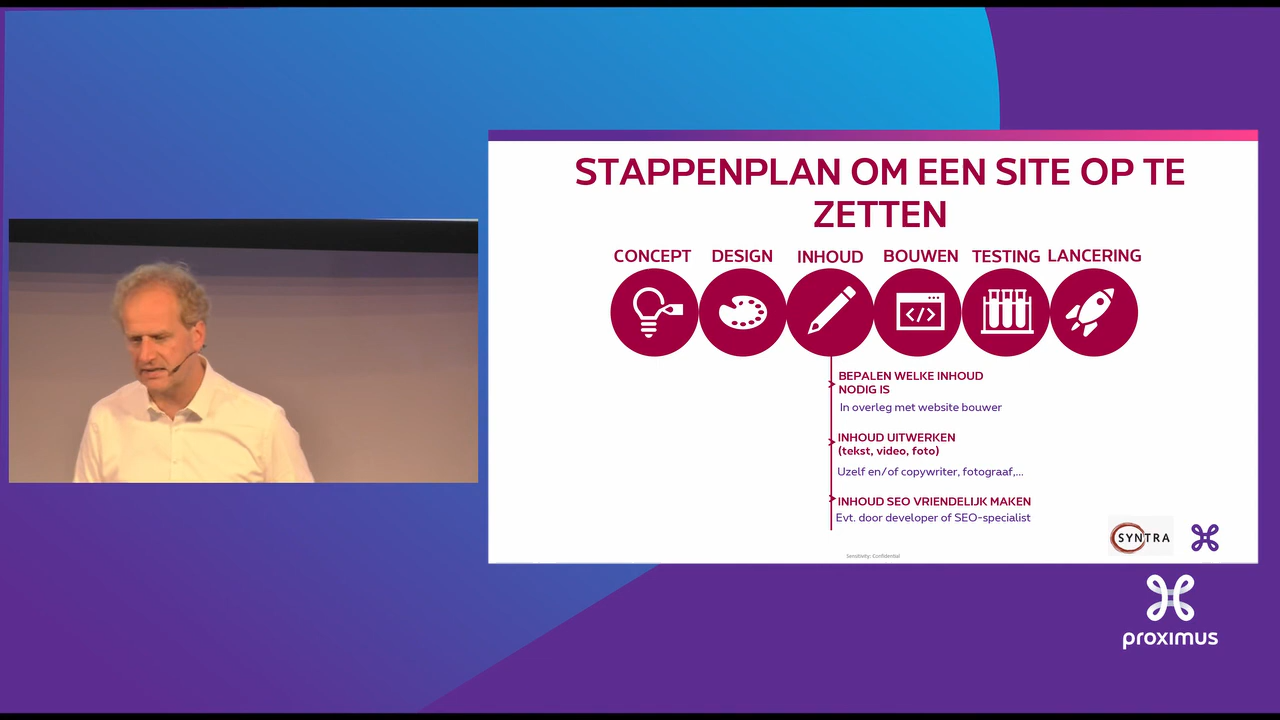 STAPPENPLAN OM EEN SITE OP TE
ZETTEN
CONCEPT DESIGN INHOUD BOUWEN TESTING LANCERING
BEPALEN WELKE INHOUD
NODIG IS
In overleg met website bouwer
INHOUD UITWERKEN
(tekst, video, foto)
Uzelf en/of copywriter, fotograaf,...
INHOUD SEO VRIENDELIJK MAKEN
Evt. door developer of SEO-specialist
SYNTRA
Sensitivity: Confidential
proximus